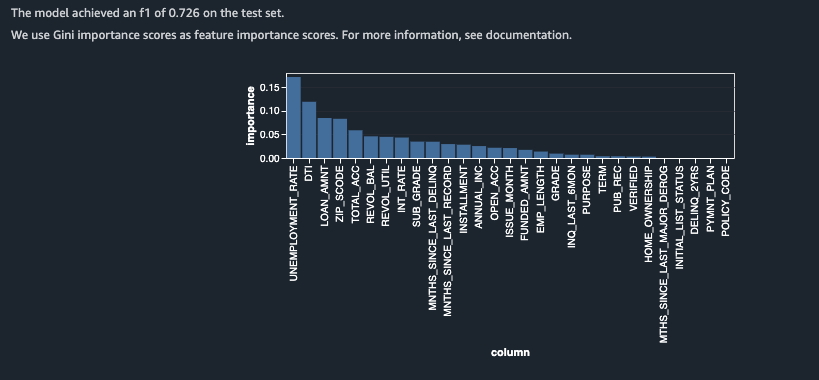 The model achieved an f1 of 0.726 on the test set.
We use Gini importance scores as feature importance scores. For more information, see documentation.
importance
0.15
0.10
0.05
0.00
UNEMPLOYMENT_RATE
DTI
LOAN_AMNT
ZIP_SCODE
TOTAL_ACC
REVOL_BAL
REVOL_UTIL
INT_RATE
SUB_GRADE
MNTHS_SINCE_LAST_DELINQ
MNTHS_SINCE_LAST_RECORD
INSTALLMENT
ANNUAL_INC
OPEN_ACC
ISSUE_MONTH
FUNDED_AMNT
EMP_LENGTH
GRADE
INQ_LAST_6MON
PURPOSE
TERM
PUB_REC
VERIFIED
HOME_OWNERSHIP
MTHS_SINCE_LAST_MAJOR_DEROG
INITIAL_LIST_STATUS
DELINQ_2YRS
PYMNT_PLAN
POLICY_CODE
column